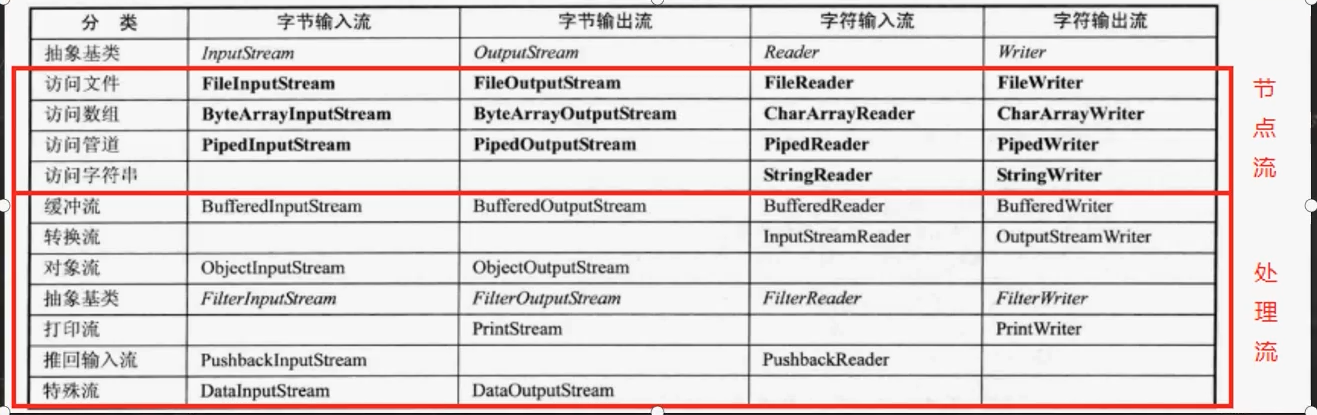 分 类 字节输入流 字节输出流 字符输入流 字符输出流
抽象基类 InputStream OutputStream Reader Writer
访问文件 FileInputStream FileOutputStream FileReader FileWriter
访问数组 ByteArrayInputStream ByteArrayOutputStream CharArrayReader CharArrayWriter
访问管道 PipedInputStream PipedOutputStream PipedReader PipedWriter
访问字符串 StringReader StringWriter
缓冲流 BufferedInputStream BufferedOutputStream BufferedReader BufferedWriter
转换流 InputStreamReader OutputStreamWriter
对象流 ObjectInputStream ObjectOutputStream
抽象基类 FilterInputStream FilterOutputStream FilterReader FilterWriter
打印流 PrintStream PrintWriter
推回输入流 PushbackInputStream PushbackReader
特殊流 DataInputStream DataOutputStream
节
点
流
处
理
流